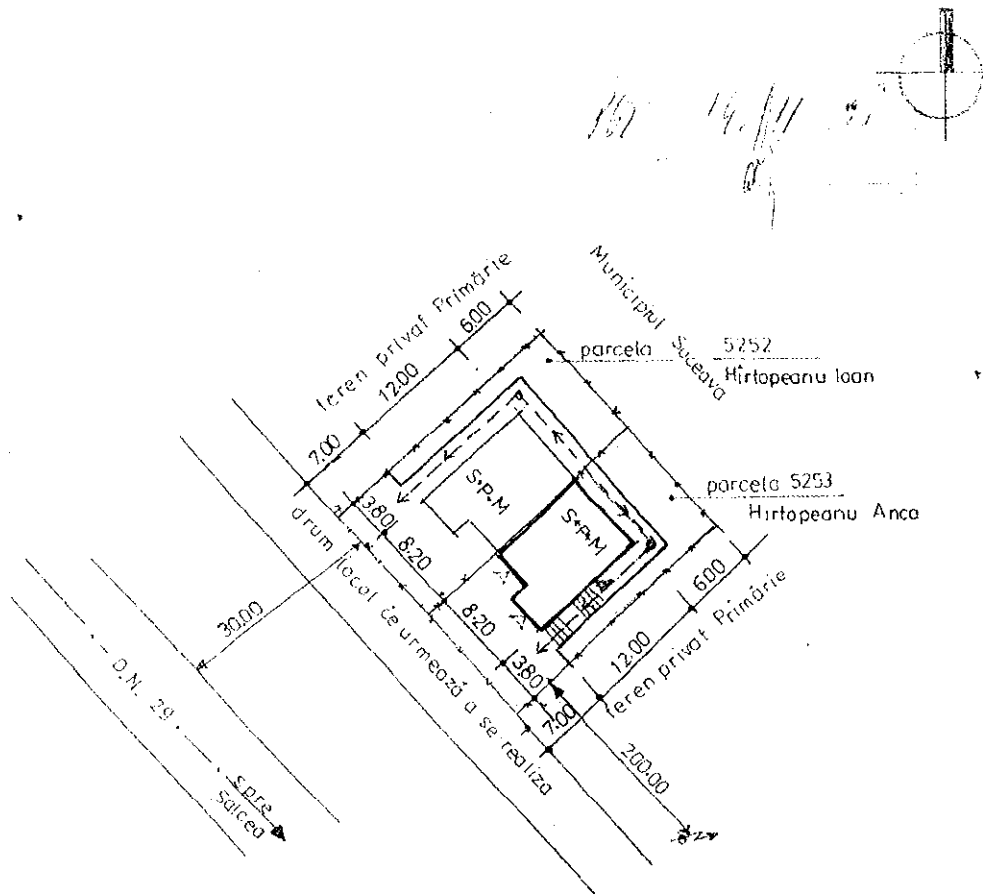 teren privat Primărie
6.00
12.00
7.00
Municipiul Suceava
parcela 5252
Hîrtopeanu Ioan
parcela 5253
Hîrtopeanu Anca
S+P+M
S+P+M
3.80
8.20
8.20
3.80
A
A
6.00
12.00
7.00
teren privat Primărie
drum local ce urmează a se realiza
30.00
200.00
D.N. 29
spre
Salcea